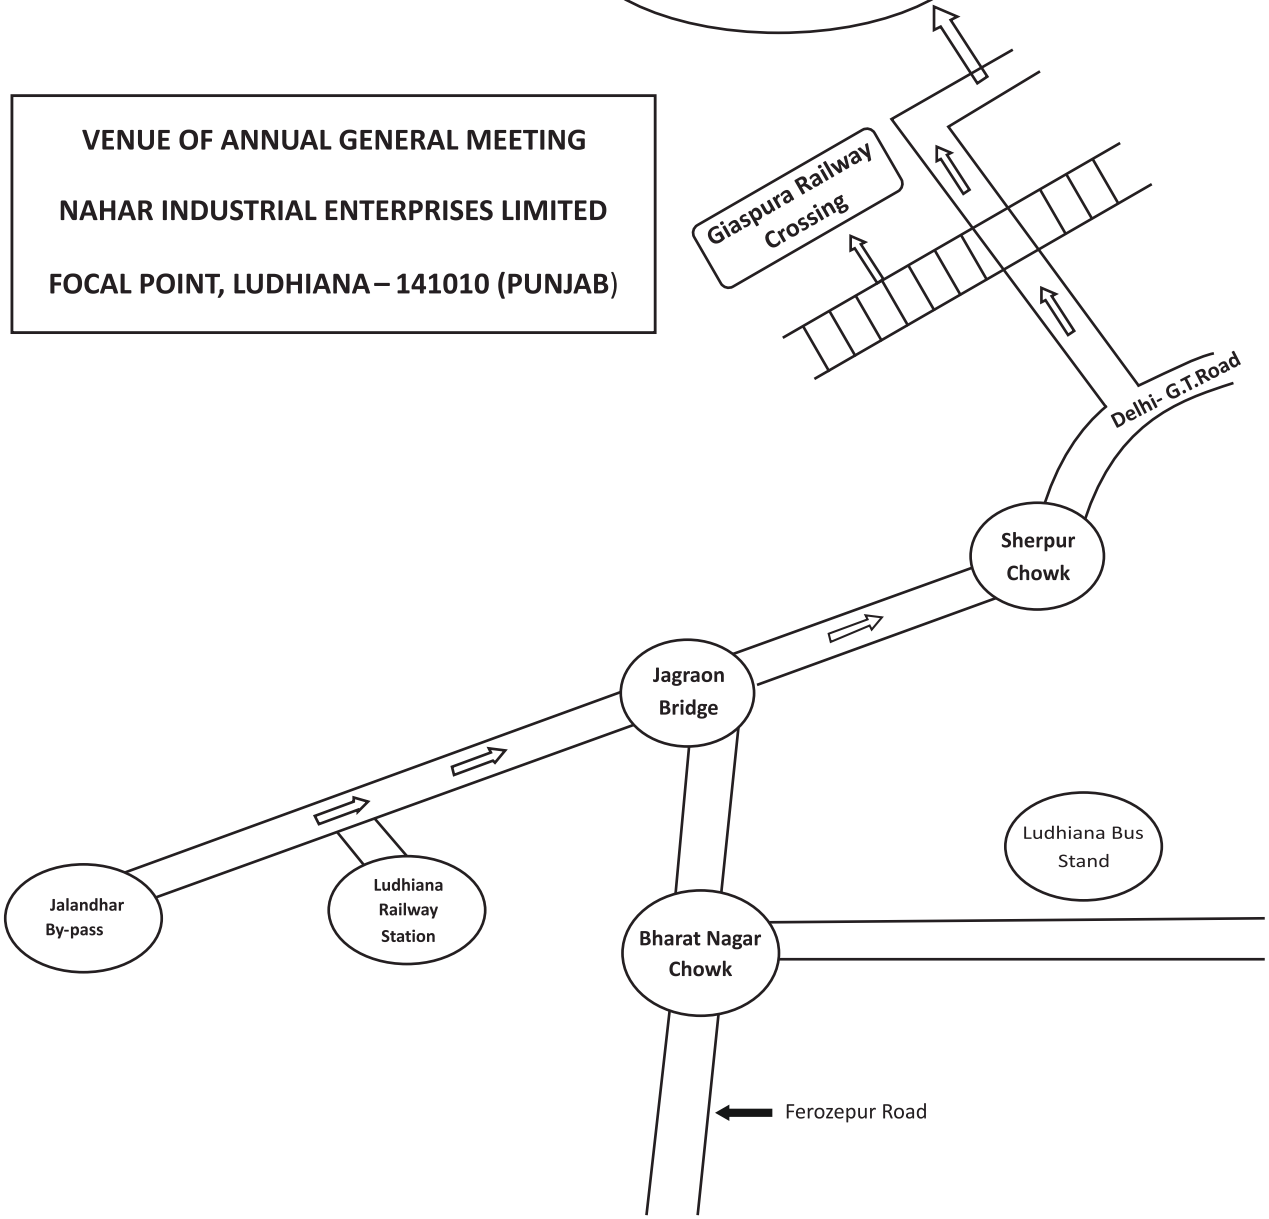 VENUE OF ANNUAL GENERAL MEETING
NAHAR INDUSTRIAL ENTERPRISES LIMITED
FOCAL POINT, LUDHIANA – 141010 (PUNJAB)
Giaspura Railway
Crossing
Delhi- G.T.Road
Sherpur
Chowk
Jagraon
Bridge
Ludhiana Bus
Stand
Jalandhar
By-pass
Ludhiana
Railway
Station
Bharat Nagar
Chowk
Ferozepur Road